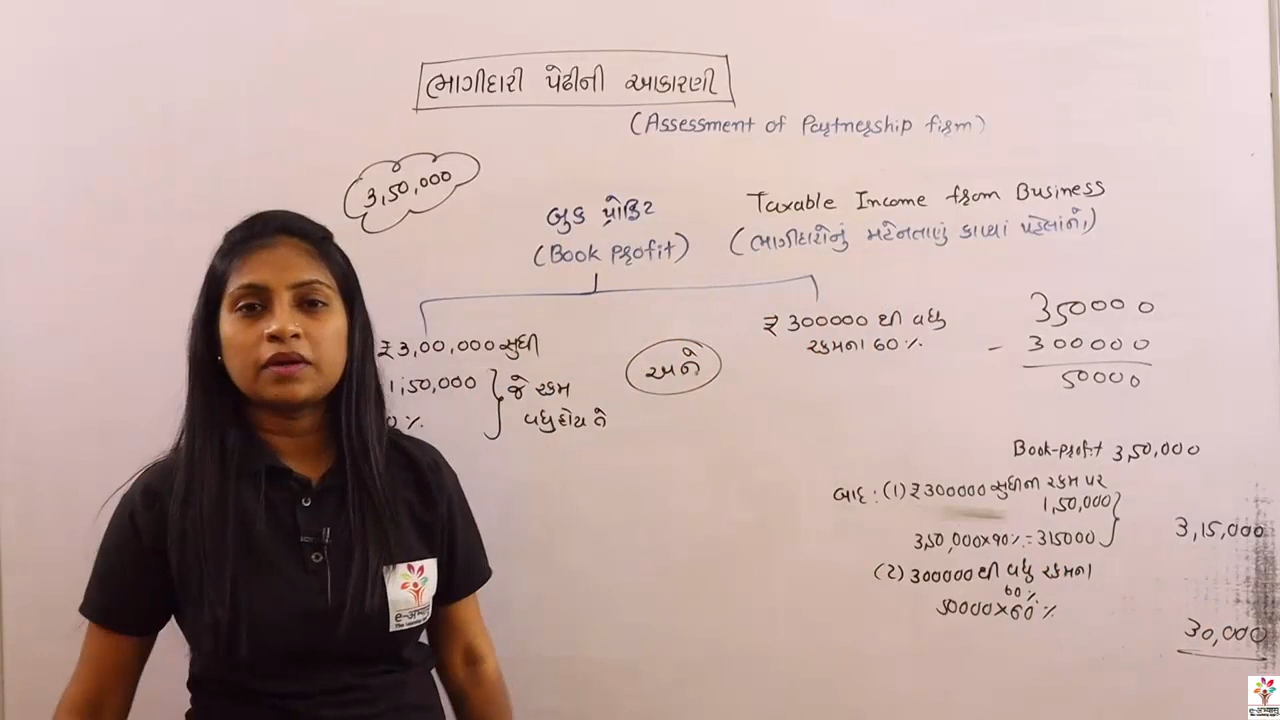 ભાગીદારી પેઢીની આકારણી
(Assessment of Partnership firm)
3,50,000
બુક પ્રોફિટ
(Book Profit)
Taxable Income from Business
(ભાગીદારોનું મહેનતાણું કાપ્યાં પહેલાંનો)
₹ 3,00,000 સુધી
1,50,000
0%
જે રકમ
વધુ હોય તે
અને
₹ 300000 થી વધુ
રકમના 60%
350000
- 300000
50000
Book-profit 3,50,000
બાદ : (1) ₹ 300000 સુધીની રકમ પર
1,50,000
3,50,000×90% = 315000
3,15,000
(2) 300000 થી વધુ રકમના
60%
50000×60%
30,000
e-अभ्यास